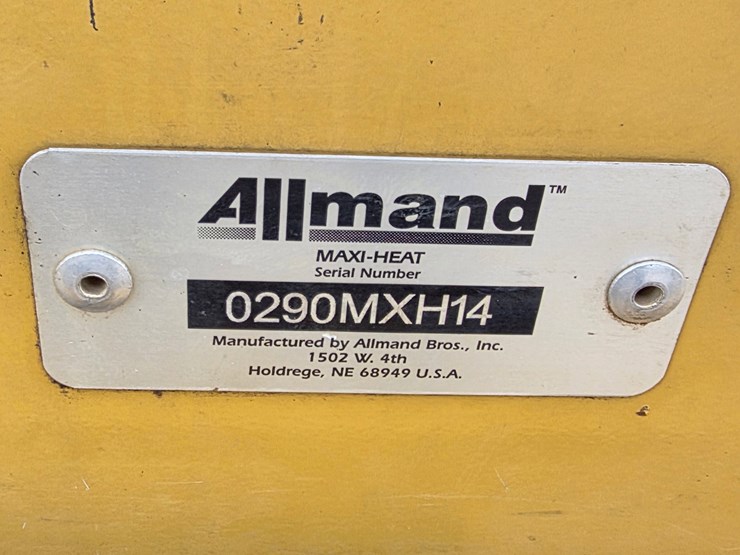 Allmand™
MAXI-HEAT
Serial Number
0290MXH14
Manufactured by Allmand Bros., Inc.
1502 W. 4th
Holdrege, NE 68949 U.S.A.